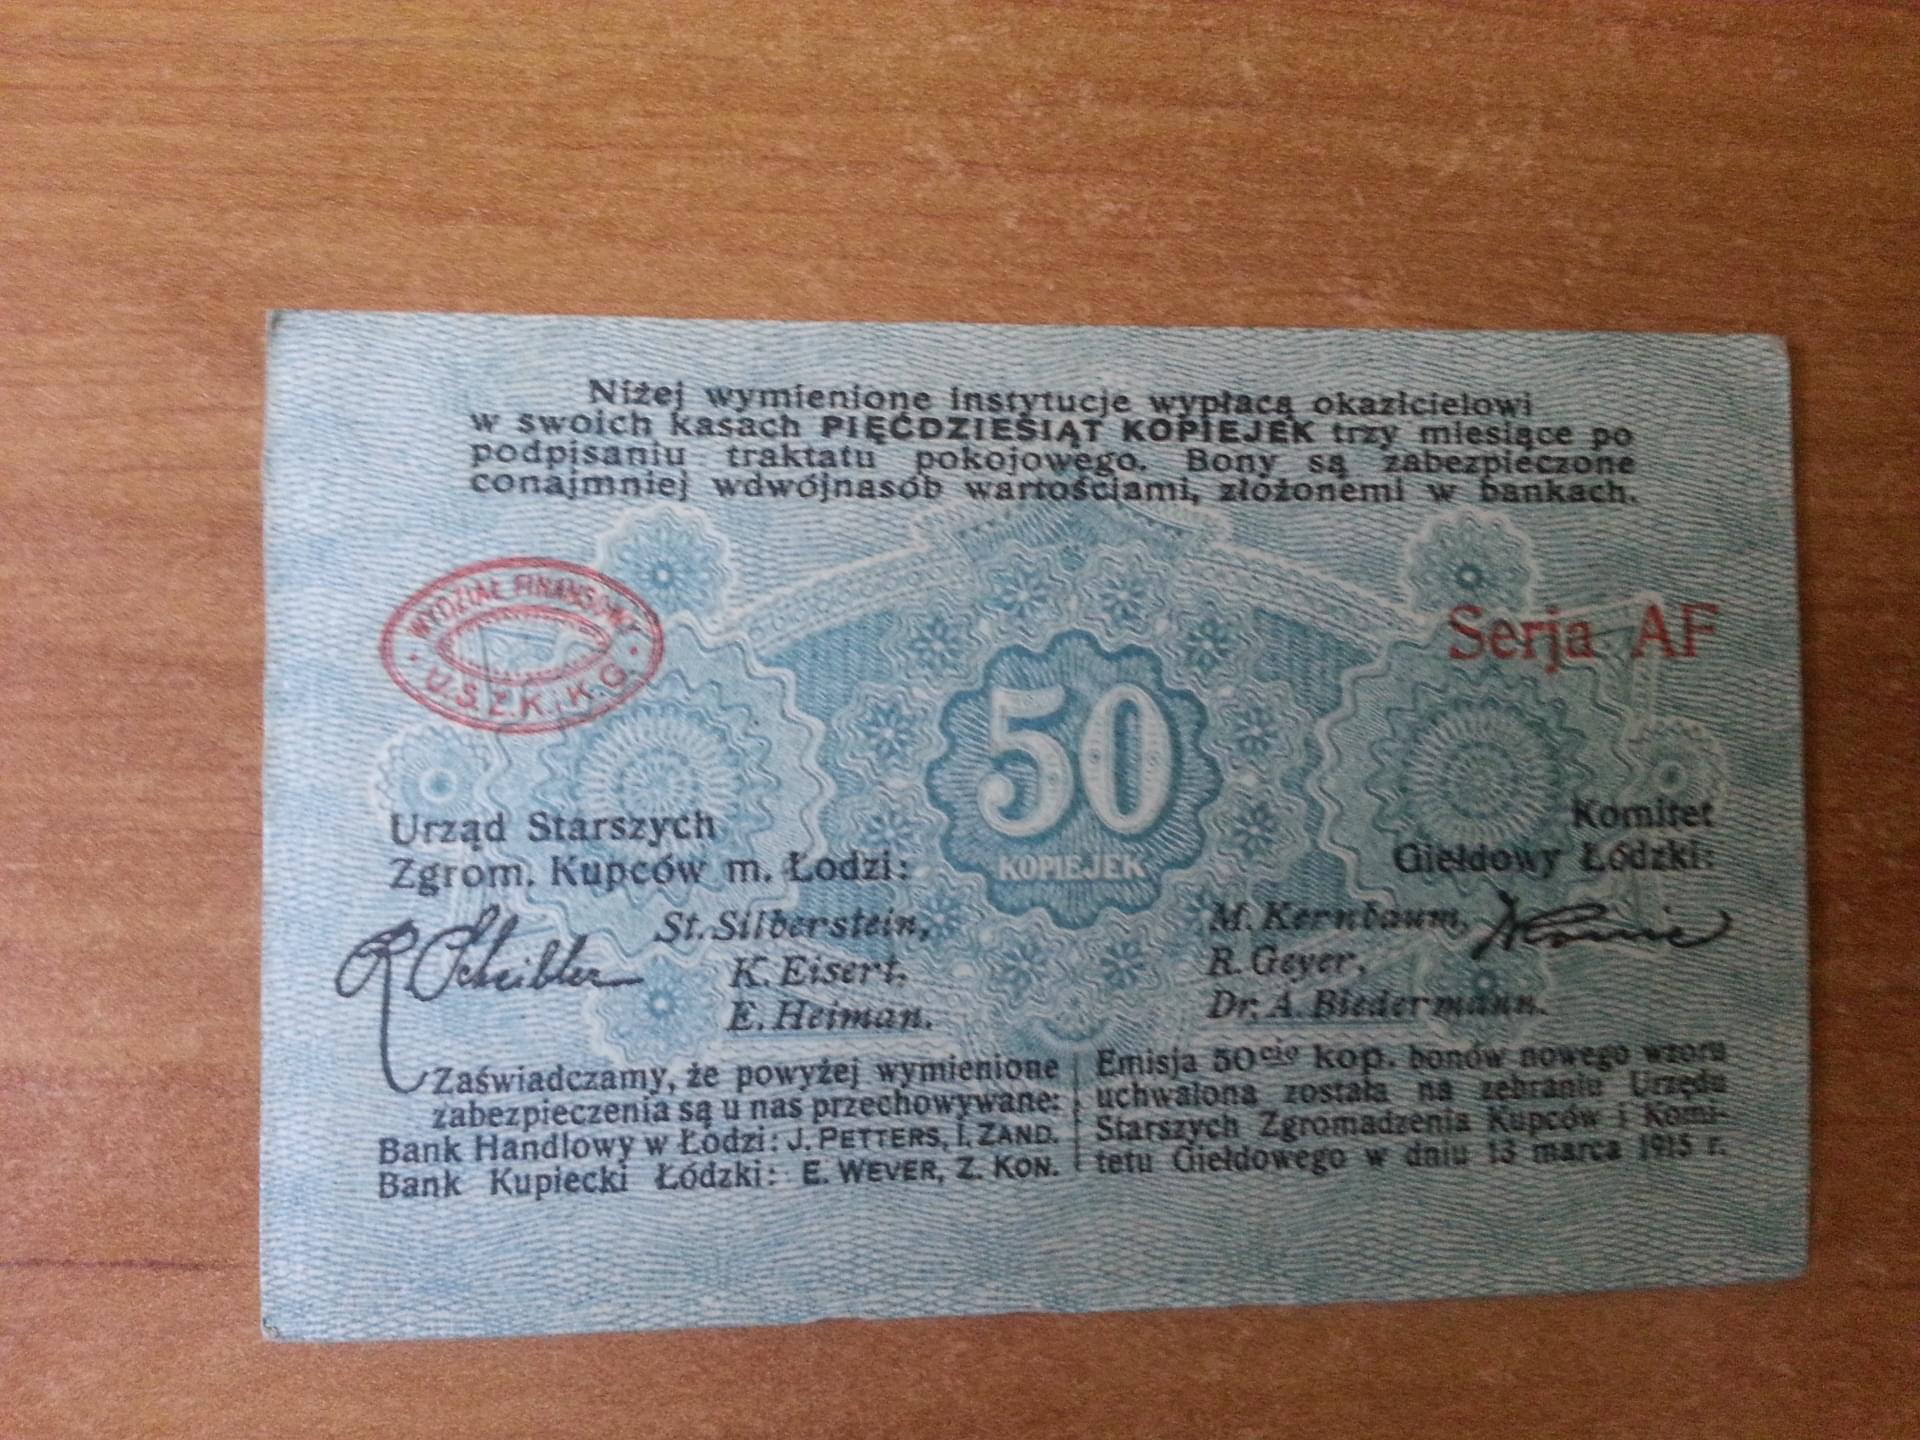 Niżej wymienione instytucje wypłacą okazicielowi
w swoich kasach PIĘĆDZIESIĄT KOPIEJEK trzy miesiące po
podpisaniu traktatu pokojowego. Bony są zabezpieczone
conajmniej wdwójnasób wartościami, złożonemi w bankach.
WYDZIAŁ FINANSOWY
U.S.Z.K. i K.G.
Serja AF
50
KOPIEJEK
Urząd Starszych
Zgrom. Kupców m. Łodzi:
R Scheibler
St. Silberstein,
K. Eisert.
E. Heiman.
Komitet
Giełdowy Łódzki:
M. Kernbaum,
R. Geyer,
Dr. A. Biedermann.
Zaświadczamy, że powyżej wymienione
zabezpieczenia są u nas przechowywane:
Bank Handlowy w Łodzi: J. PETTERS, I. ZAND.
Bank Kupiecki Łódzki: E. WEVER, Z. KON.
Emisja 50cio kop. bonów nowego wzoru
uchwalona została na zebraniu Urzędu
Starszych Zgromadzenia Kupców i Komi-
tetu Giełdowego w dniu 13 marca 1915 r.